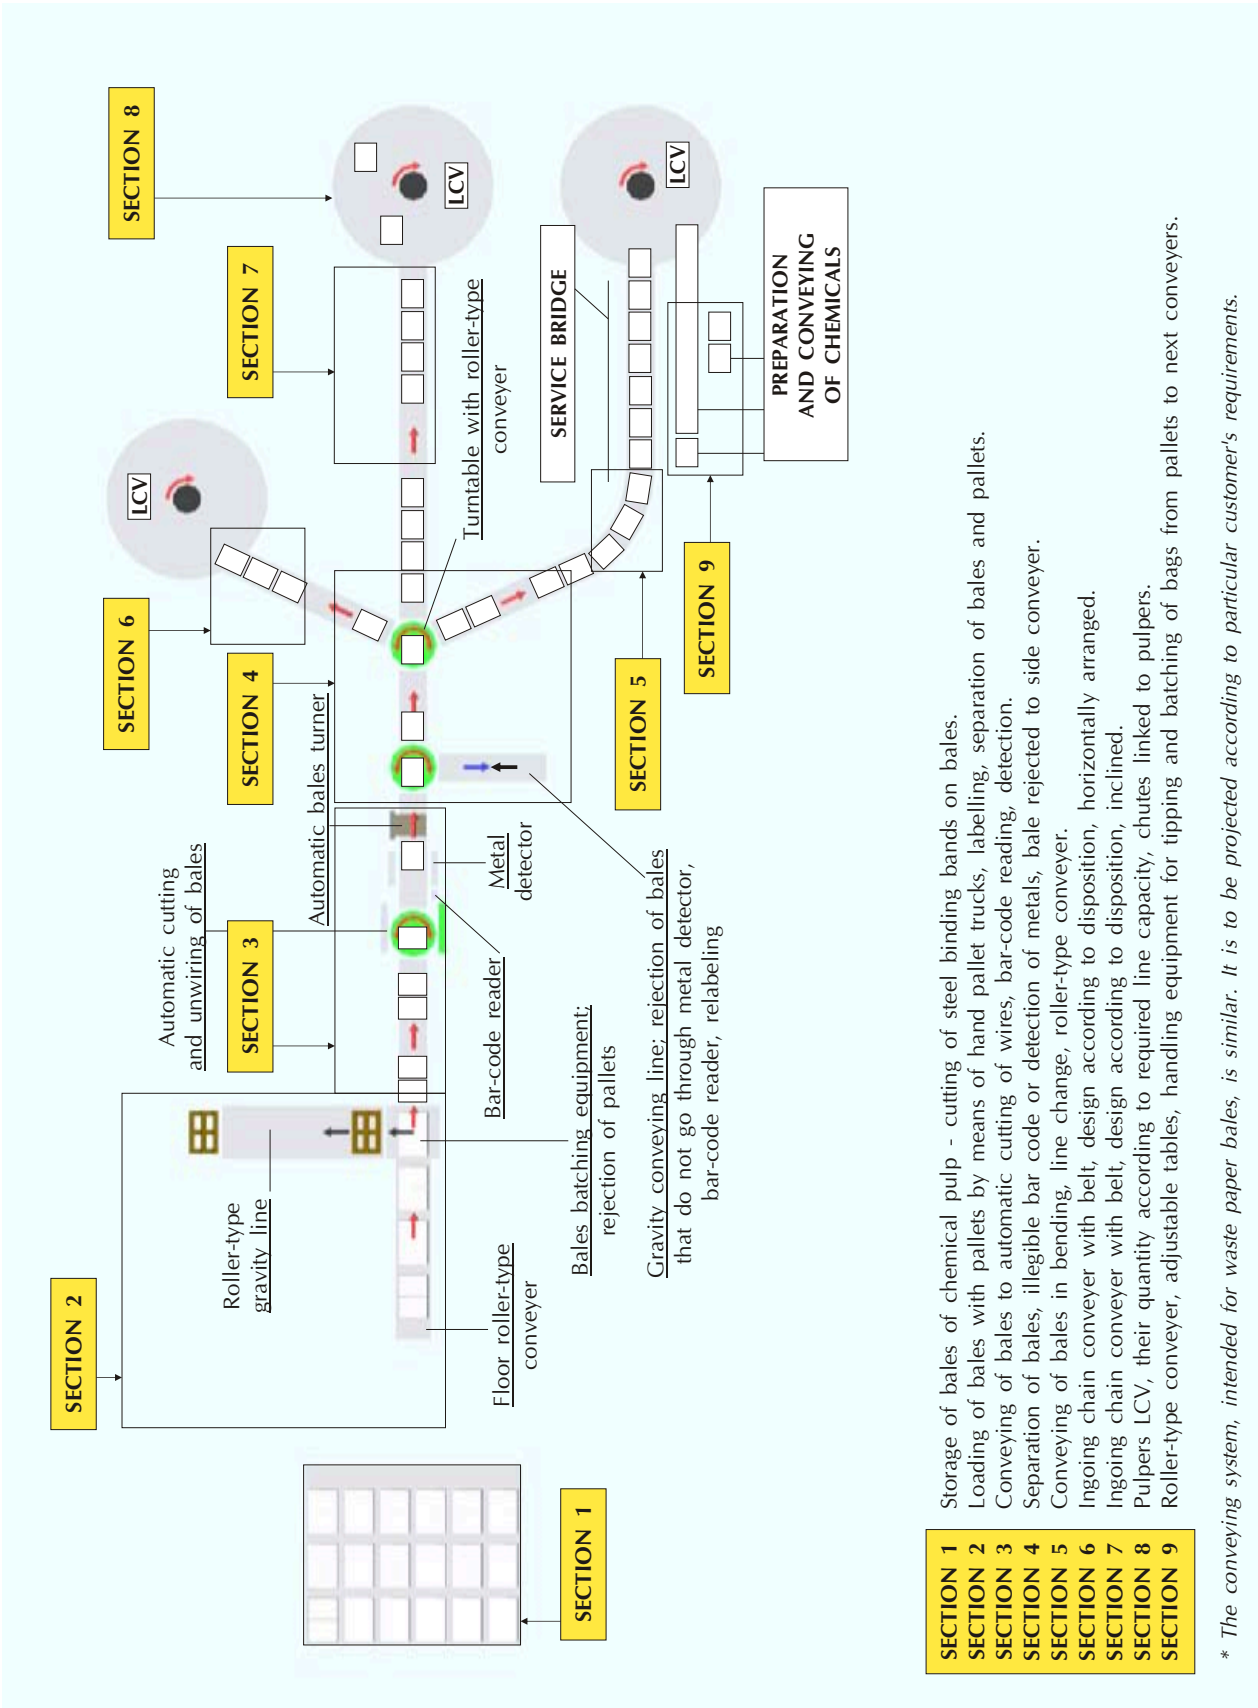 SECTION 8
SECTION 7
SECTION 6
SECTION 4
SECTION 3
SECTION 2
LCV
LCV
LCV
Automatic cutting
and unwiring of bales
Automatic bales turner
Turntable with roller-type
conveyer
SERVICE BRIDGE
PREPARATION
AND CONVEYING
OF CHEMICALS
Roller-type
gravity line
Bar-code reader
Metal
detector
Floor roller-type
conveyer
Bales batching equipment;
rejection of pallets
Gravity conveying line; rejection of bales
that do not go through metal detector,
bar-code reader, relabeling
SECTION 1
SECTION 5
SECTION 9
SECTION 1 Storage of bales of chemical pulp - cutting of steel binding bands on bales.
SECTION 2 Loading of bales with pallets by means of hand pallet trucks, labelling, separation of bales and pallets.
SECTION 3 Conveying of bales to automatic cutting of wires, bar-code reading, detection.
SECTION 4 Separation of bales, illegible bar code or detection of metals, bale rejected to side conveyer.
SECTION 5 Conveying of bales in bending, line change, roller-type conveyer.
SECTION 6 Ingoing chain conveyer with belt, design according to disposition, horizontally arranged.
SECTION 7 Ingoing chain conveyer with belt, design according to disposition, inclined.
SECTION 8 Pulpers LCV, their quantity according to required line capacity, chutes linked to pulpers.
SECTION 9 Roller-type conveyer, adjustable tables, handling equipment for tipping and batching of bags from pallets to next conveyers.
* The conveying system, intended for waste paper bales, is similar. It is to be projected according to particular customer's requirements.